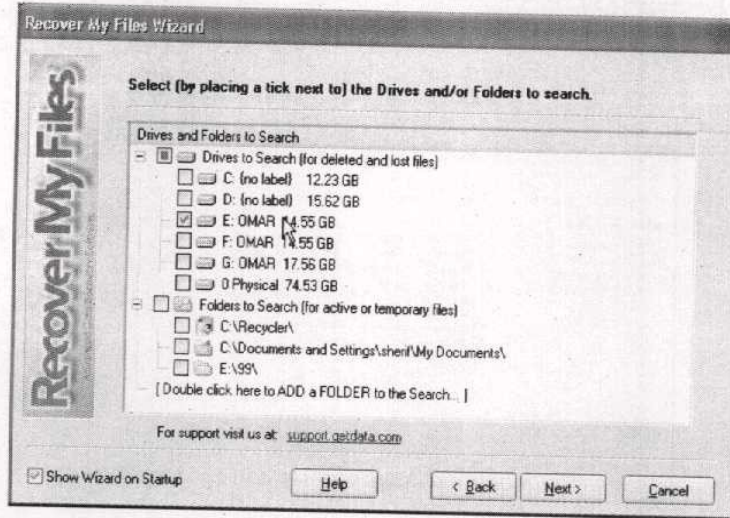 Recover My Files Wizard
Recover My Files
Select (by placing a tick next to) the Drives and/or Folders to search.
Drives and Folders to Search
Drives to Search (for deleted and lost files)
C: (no label) 12.23 GB
D: (no label) 15.62 GB
E: OMAR 14.55 GB
F: OMAR 14.55 GB
G: OMAR 17.56 GB
0 Physical 74.53 GB
Folders to Search (for active or temporary files)
C:\Recycler\
C:\Documents and Settings\sherif\My Documents\
E:\99\
[ Double click here to ADD a FOLDER to the Search... ]
For support visit us at: support.getdata.com
Show Wizard on Startup
Help
< Back
Next >
Cancel